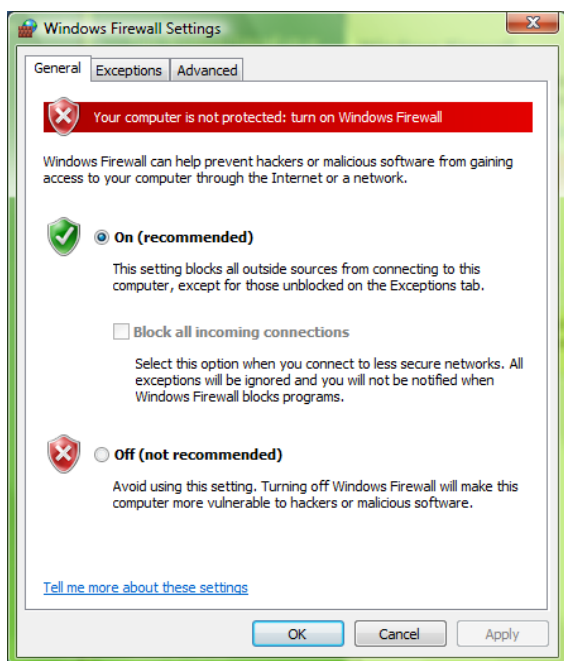 Windows Firewall Settings
General Exceptions Advanced
Your computer is not protected: turn on Windows Firewall
Windows Firewall can help prevent hackers or malicious software from gaining
access to your computer through the Internet or a network.
On (recommended)
This setting blocks all outside sources from connecting to this
computer, except for those unblocked on the Exceptions tab.
Block all incoming connections
Select this option when you connect to less secure networks. All
exceptions will be ignored and you will not be notified when
Windows Firewall blocks programs.
Off (not recommended)
Avoid using this setting. Turning off Windows Firewall will make this
computer more vulnerable to hackers or malicious software.
Tell me more about these settings
OK Cancel Apply